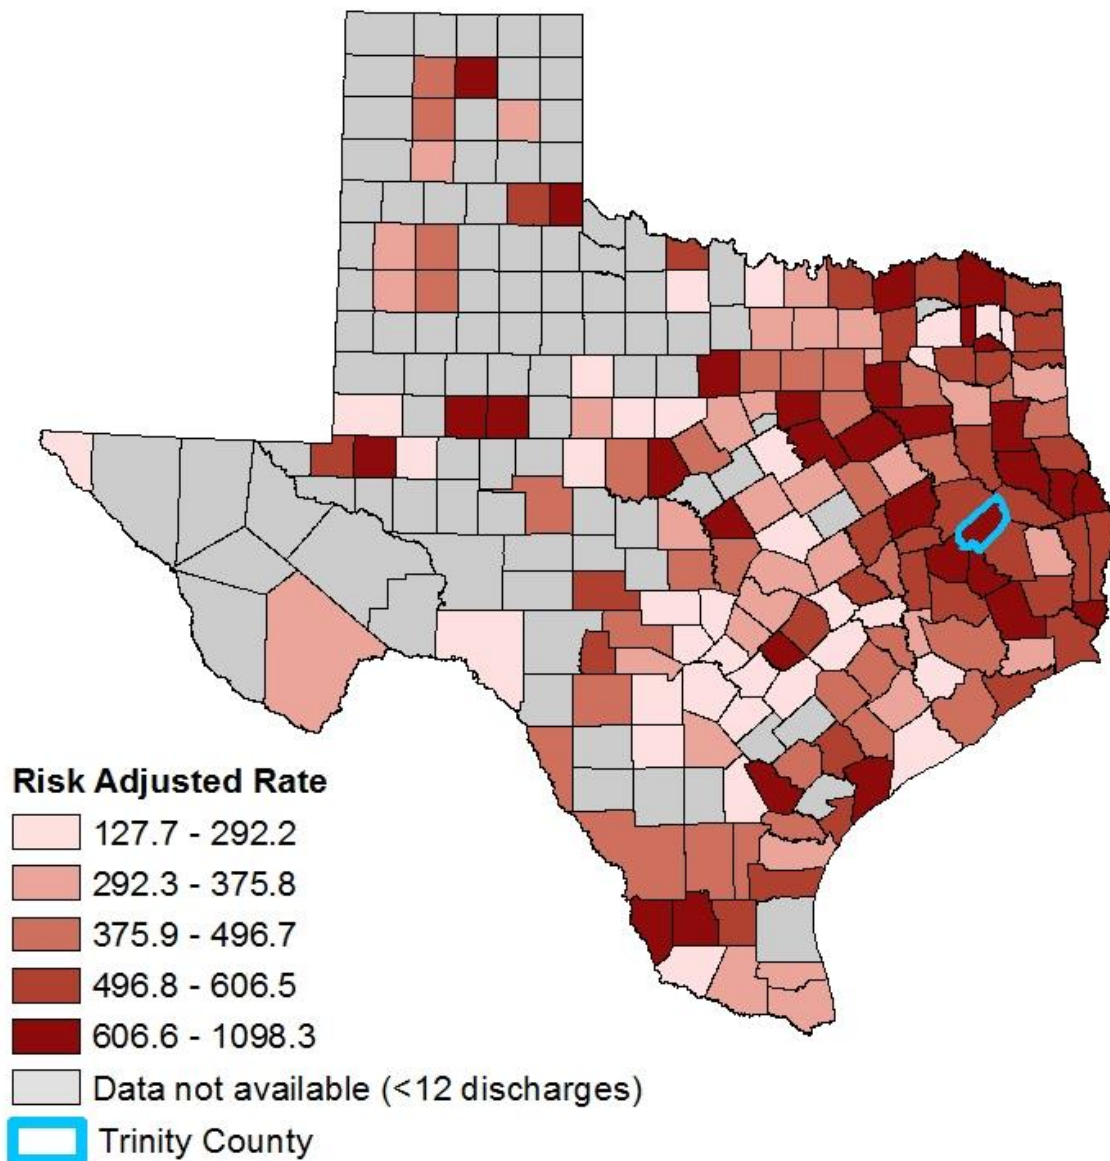 Risk Adjusted Rate
127.7 - 292.2
292.3 - 375.8
375.9 - 496.7
496.8 - 606.5
606.6 - 1098.3
Data not available (<12 discharges)
Trinity County